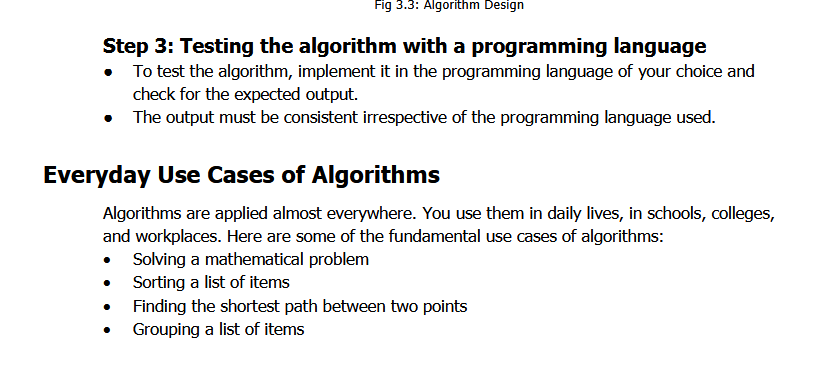 Fig 3.3: Algorithm Design
Step 3: Testing the algorithm with a programming language
● To test the algorithm, implement it in the programming language of your choice and
check for the expected output.
● The output must be consistent irrespective of the programming language used.
Everyday Use Cases of Algorithms
Algorithms are applied almost everywhere. You use them in daily lives, in schools, colleges,
and workplaces. Here are some of the fundamental use cases of algorithms:
• Solving a mathematical problem
• Sorting a list of items
• Finding the shortest path between two points
• Grouping a list of items